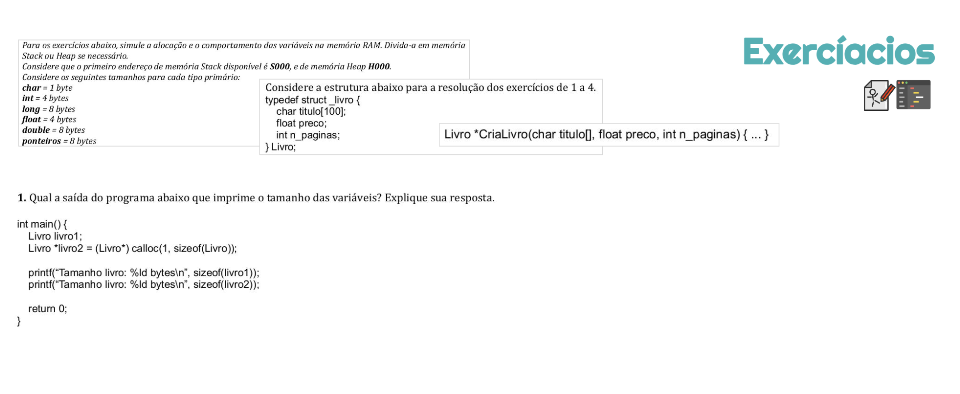 Exercíacios
Para os exercícios abaixo, simule a alocação e o comportamento das variáveis na memória RAM. Divida-a em memória
Stack ou Heap se necessário.
Considere que o primeiro endereço de memória Stack disponível é S000, e de memória Heap H000.
Considere os seguintes tamanhos para cada tipo primário:
char = 1 byte
int = 4 bytes
long = 8 bytes
float = 4 bytes
double = 8 bytes
ponteiros = 8 bytes
Considere a estrutura abaixo para a resolução dos exercícios de 1 a 4.
typedef struct _livro {
char titulo[100];
float preco;
int n_paginas;
} Livro;
Livro *CriaLivro(char titulo[], float preco, int n_paginas) { ... }
1. Qual a saída do programa abaixo que imprime o tamanho das variáveis? Explique sua resposta.
int main() {
Livro livro1;
Livro *livro2 = (Livro*) calloc(1, sizeof(Livro));
printf(“Tamanho livro: %ld bytes\n”, sizeof(livro1));
printf(“Tamanho livro: %ld bytes\n”, sizeof(livro2));
return 0;
}